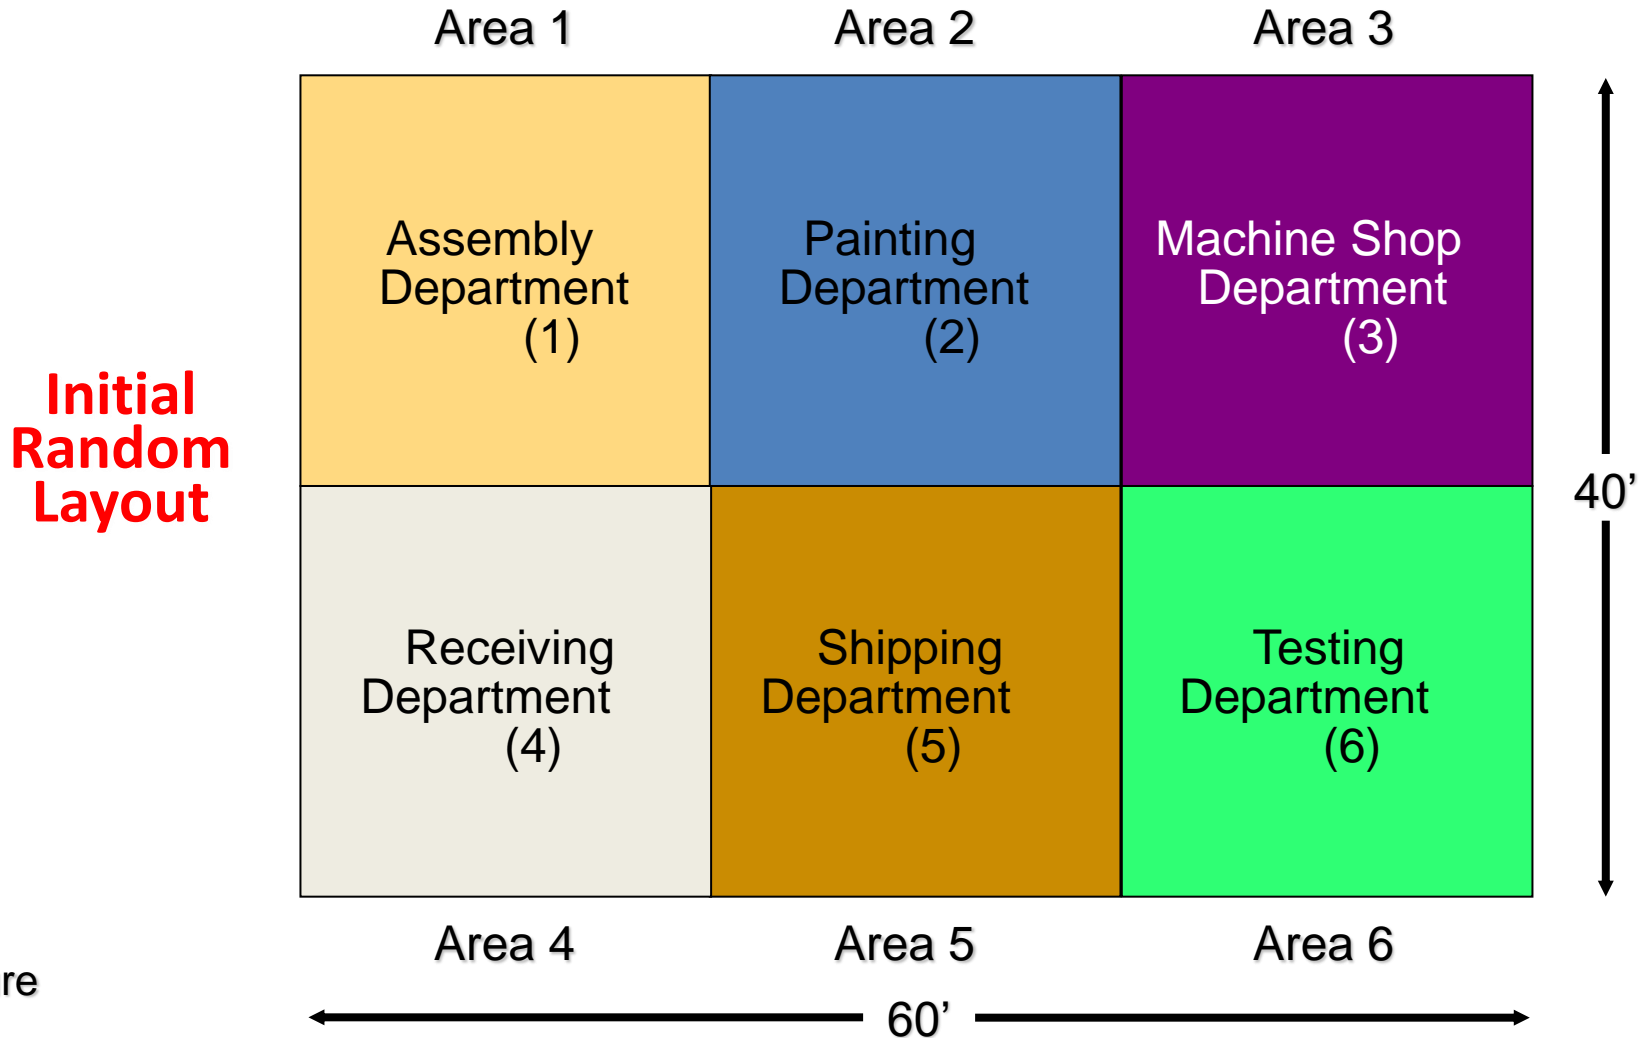 Area 1
Area 2
Area 3
Assembly
Department
(1)
Painting
Department
(2)
Machine Shop
Department
(3)
Initial
Random
Layout
40’
Receiving
Department
(4)
Shipping
Department
(5)
Testing
Department
(6)
Area 4
Area 5
Area 6
re
60’